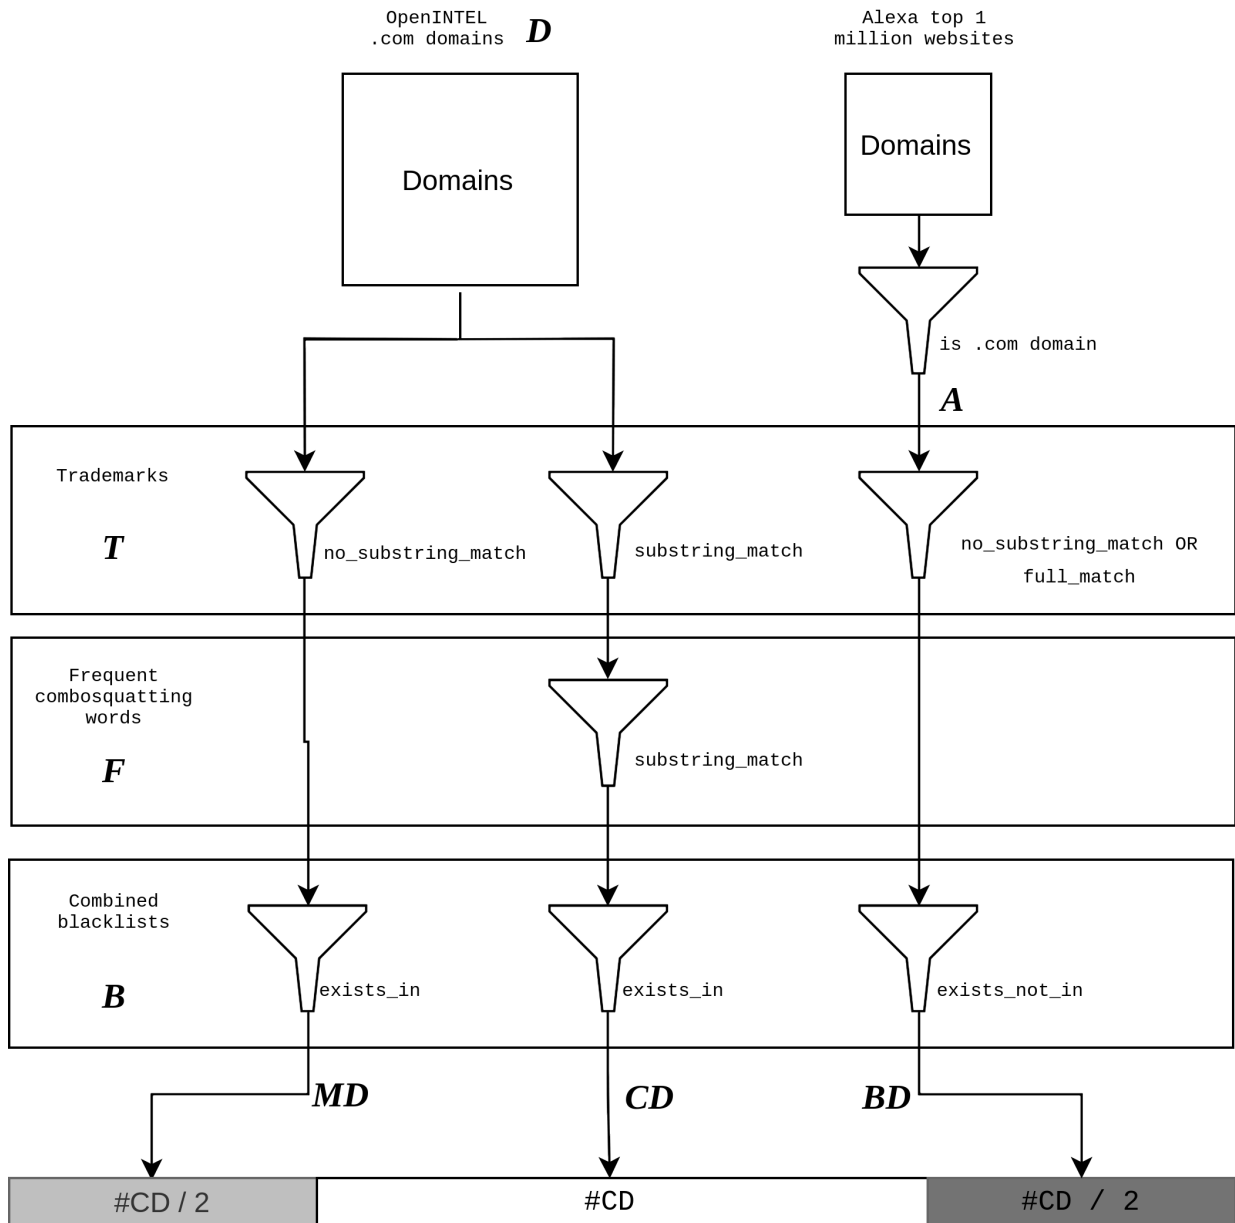 OpenINTEL
.com domains
D
Alexa top 1
million websites
Domains
Domains
is .com domain
A
Trademarks
T
no_substring_match
substring_match
no_substring_match OR
full_match
Frequent
combosquatting
words
F
substring_match
Combined
blacklists
B
exists_in
exists_in
exists_not_in
MD
CD
BD
#CD / 2
#CD
#CD / 2